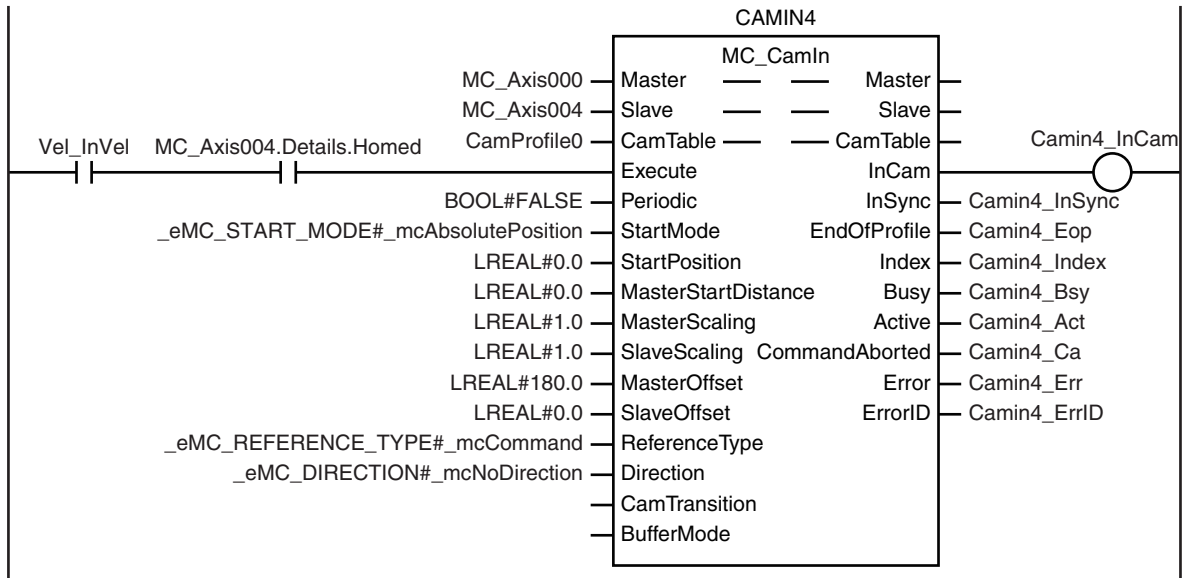 CAMIN4
MC_CamIn
MC_Axis000 Master Master
MC_Axis004 Slave Slave
Vel_InVel MC_Axis004.Details.Homed CamProfile0 CamTable CamTable Camin4_InCam
Execute InCam
BOOL#FALSE Periodic InSync Camin4_InSync
_eMC_START_MODE#_mcAbsolutePosition StartMode EndOfProfile Camin4_Eop
LREAL#0.0 StartPosition Index Camin4_Index
LREAL#0.0 MasterStartDistance Busy Camin4_Bsy
LREAL#1.0 MasterScaling Active Camin4_Act
LREAL#1.0 SlaveScaling CommandAborted Camin4_Ca
LREAL#180.0 MasterOffset Error Camin4_Err
LREAL#0.0 SlaveOffset ErrorID Camin4_ErrID
_eMC_REFERENCE_TYPE#_mcCommand ReferenceType
_eMC_DIRECTION#_mcNoDirection Direction
CamTransition
BufferMode